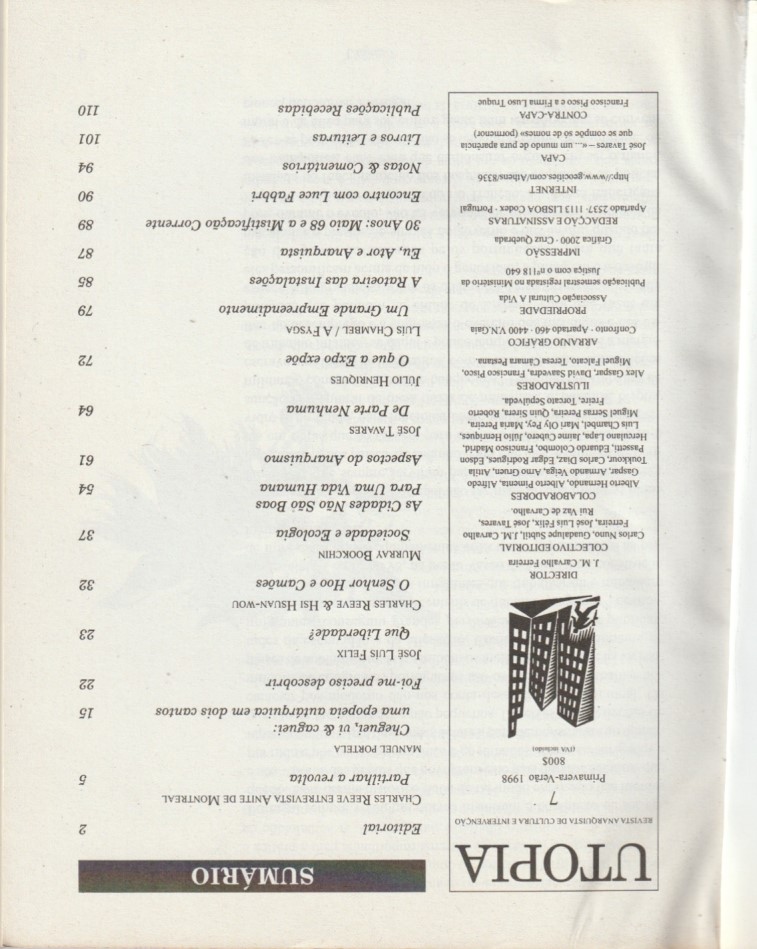 UTOPIA
REVISTA ANARQUISTA DE CULTURA E INTERVENÇÃO
7
Primavera-Verão 1998
800$
(IVA incluído)
DIRECTOR
J. M. Carvalho Ferreira
COLECTIVO EDITORIAL
Carlos Nuno, Guadalupe Subtil, J.M. Carvalho
Ferreira, José Luís Félix, José Tavares,
Rui Vaz de Carvalho.
COLABORADORES
Alberto Hernando, Alberto Pimenta, Alfredo
Gaspar, Armando Veiga, Arno Gruen, Attila
Toukkour, Carlos Díaz, Edgar Rodrigues, Edson
Passetti, Eduardo Colombo, Francisco Madrid,
Herculano Lapa, Jaime Cubero, Júlio Henriques,
Luís Chambel, Mari Oly Pey, Maria Pereira,
Miguel Serras Pereira, Quin Sirera, Roberto
Freire, Torcato Sepúlveda.
ILUSTRADORES
Alex Gaspar, David Saavedra, Francisco Pisco,
Miguel Falcato, Teresa Câmara Pestana.
ARRANJO GRÁFICO
Confronto · Apartado 460 · 4400 V.N.Gaia
PROPRIEDADE
Associação Cultural A Vida
Publicação semestral registada no Ministério da
Justiça com o nº118 640
IMPRESSÃO
Gráfica 2000 · Cruz Quebrada
REDACÇÃO E ASSINATURAS
Apartado 2537· 1113 LISBOA Codex · Portugal
INTERNET
http://www.geocities.com/Athens/8336
CAPA
José Tavares – «... um mundo de pura aparência
que se compõe só de nomes» (pormenor)
CONTRA-CAPA
Francisco Pisco e a Firma Luso Truque
SUMÁRIO
Editorial 2
CHARLES REEVE ENTREVISTA ANITE DE MONTREAL
Partilhar a revolta 5
MANUEL PORTELA
Cheguei, vi & caguei:
uma epopeia autárquica em dois cantos 15
Foi-me preciso descobrir 22
JOSÉ LUÍS FELIX
Que Liberdade? 23
CHARLES REEVE & HSI HSUAN-WOU
O Senhor Hoo e Camões 32
MURRAY BOOKCHIN
Sociedade e Ecologia 37
As Cidades Não São Boas
Para Uma Vida Humana 54
Aspectos do Anarquismo 61
JOSÉ TAVARES
De Parte Nenhuma 64
JÚLIO HENRIQUES
O que a Expo expõe 72
LUÍS CHAMBEL / A FYSGA
Um Grande Empreendimento 79
A Ratoeira das Instalações 85
Eu, Ator e Anarquista 87
30 Anos: Maio 68 e a Mistificação Corrente 89
Encontro com Luce Fabbri 90
Notas & Comentários 94
Livros e Leituras 101
Publicações Recebidas 110